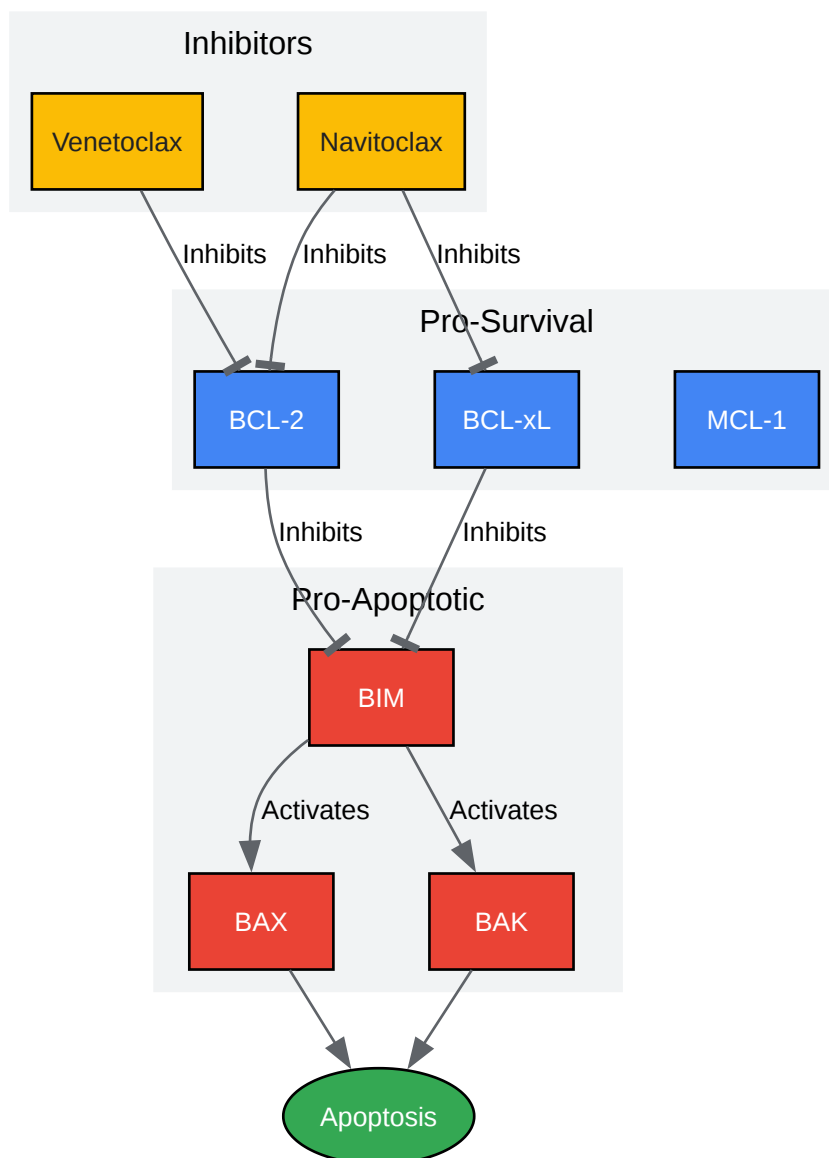 Inhibitors
Venetoclax
Navitoclax
Inhibits
Inhibits
Inhibits
Pro-Survival
BCL-2
BCL-xL
MCL-1
Inhibits
Inhibits
Pro-Apoptotic
BIM
Activates
Activates
BAX
BAK
Apoptosis